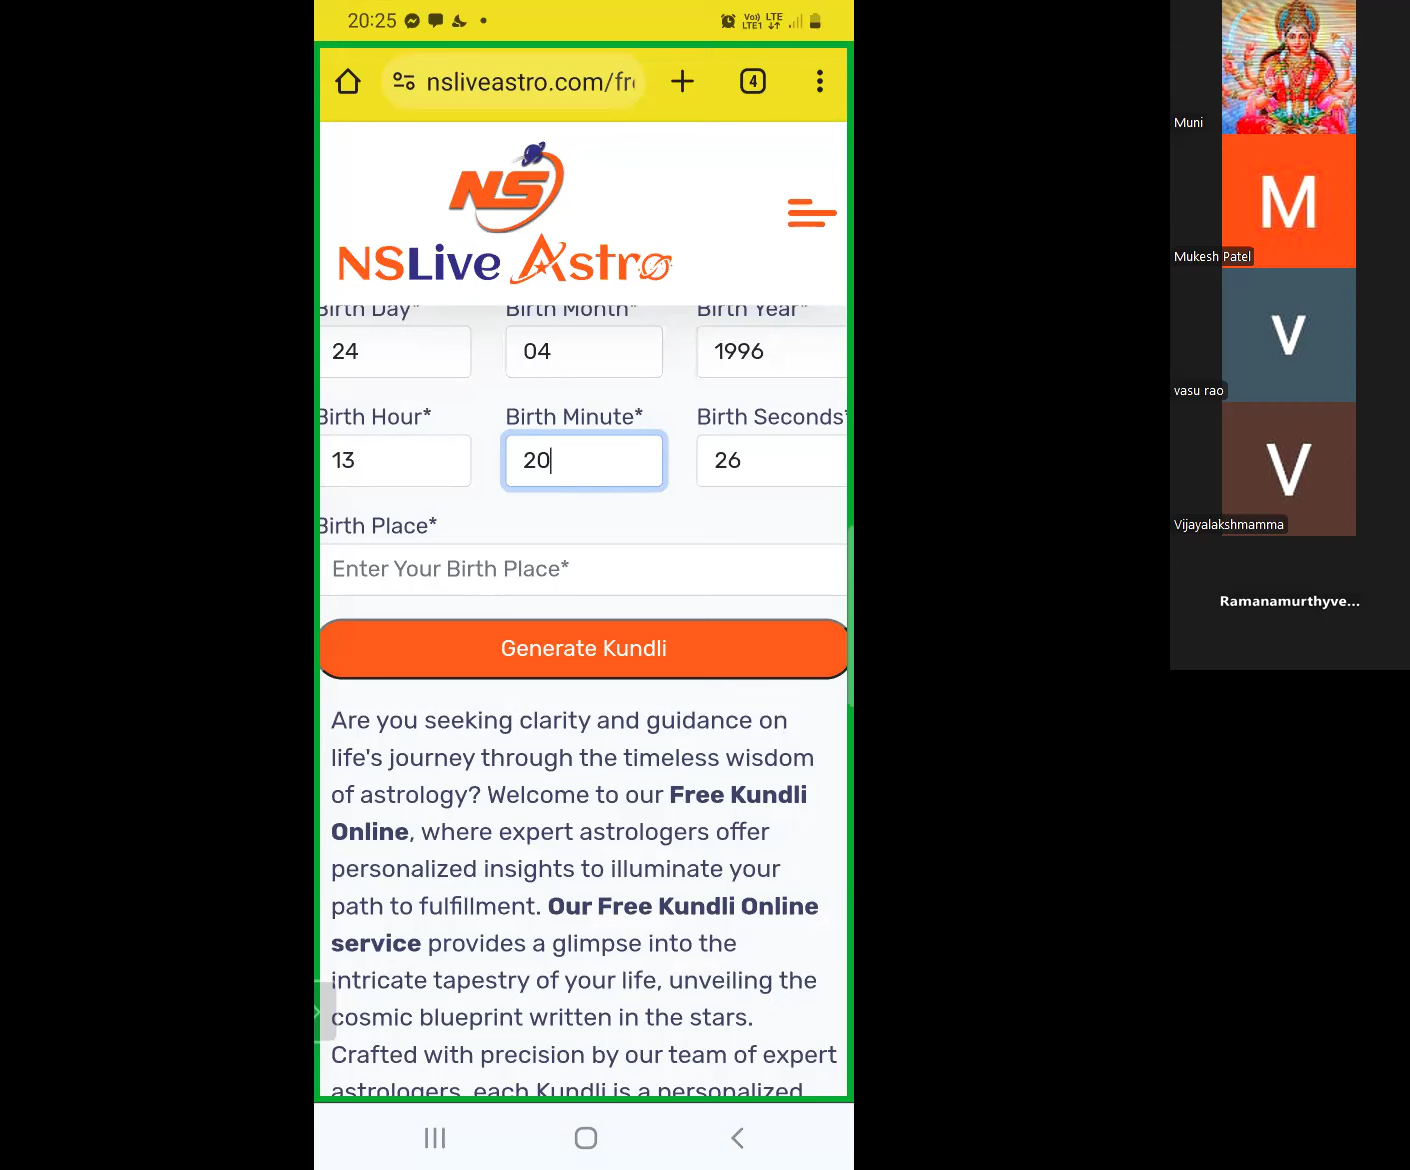 20:25
Vo)) LTE
LTE1
nsliveastro.com/fr
4
NS
NSLive Astro
Birth Day*
Birth Month*
Birth Year*
24
04
1996
Birth Hour*
Birth Minute*
Birth Seconds*
13
20
26
Birth Place*
Enter Your Birth Place*
Generate Kundli
Are you seeking clarity and guidance on
life's journey through the timeless wisdom
of astrology? Welcome to our Free Kundli
Online, where expert astrologers offer
personalized insights to illuminate your
path to fulfillment. Our Free Kundli Online
service provides a glimpse into the
intricate tapestry of your life, unveiling the
cosmic blueprint written in the stars.
Crafted with precision by our team of expert
astrologers, each Kundli is a personalized
Muni
M
Mukesh Patel
v
vasu rao
V
Vijayalakshmamma
Ramanamurthyve...